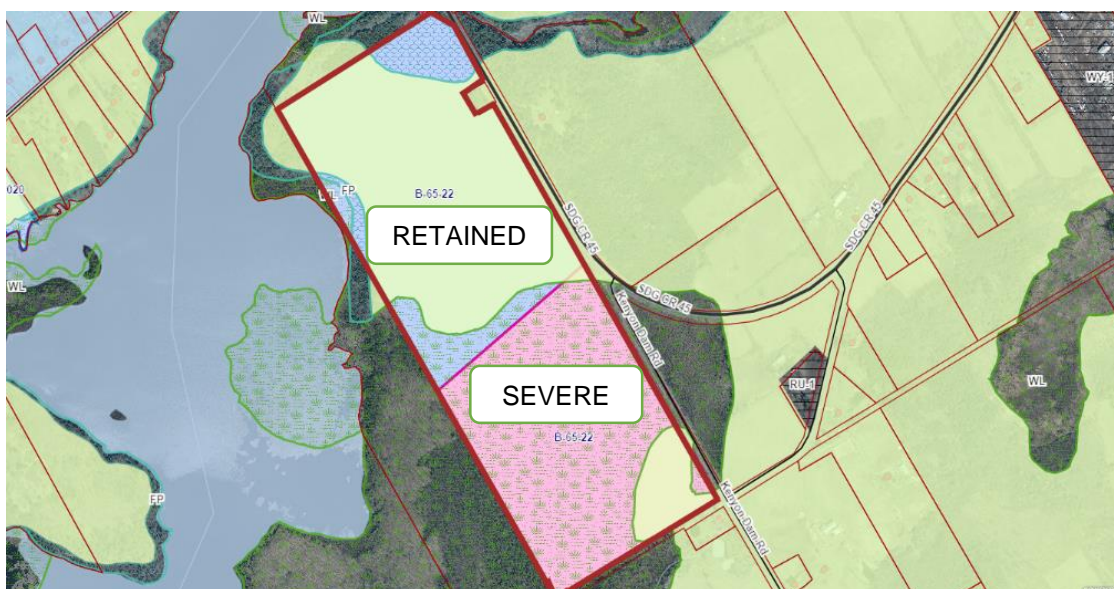 WL
WY-1
020
FP
B-65-22
RETAINED
SDG CR 45
SDG CR 45
SDG CR 45
WL
Kenyon Dam Rd
RU-1
WL
SEVERE
B-65-22
FP
Kenyon Dam Rd